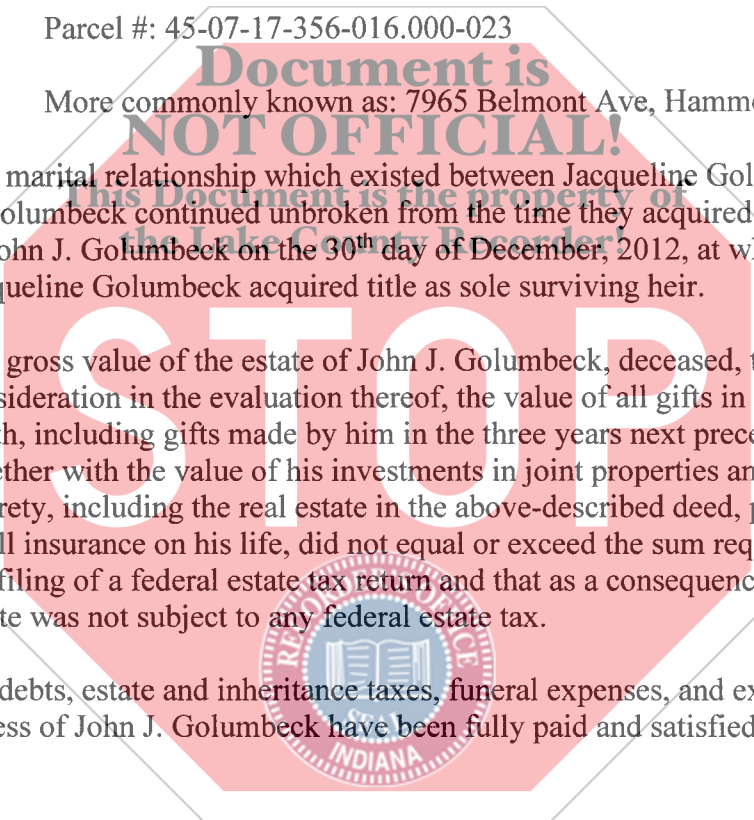 Parcel #: 45-07-17-356-016.000-023
Document is
More commonly known as: 7965 Belmont Ave, Hamm
NOT OFFICIAL!
marital relationship which existed between Jacqueline Gol
This Document is the property of
olumbeck continued unbroken from the time they acquired
the Lake County Recorder!
ohn J. Golumbeck on the 30th day of December, 2012, at w
queline Golumbeck acquired title as sole surviving heir.
STOP
gross value of the estate of John J. Golumbeck, deceased,
sideration in the evaluation thereof, the value of all gifts in
th, including gifts made by him in the three years next prece
ether with the value of his investments in joint properties an
rety, including the real estate in the above-described deed, p
ll insurance on his life, did not equal or exceed the sum req
filing of a federal estate tax return and that as a consequenc
te was not subject to any federal estate tax.
debts, estate and inheritance taxes, funeral expenses, and ex
ess of John J. Golumbeck have been fully paid and satisfied
SEAL
INDIANA